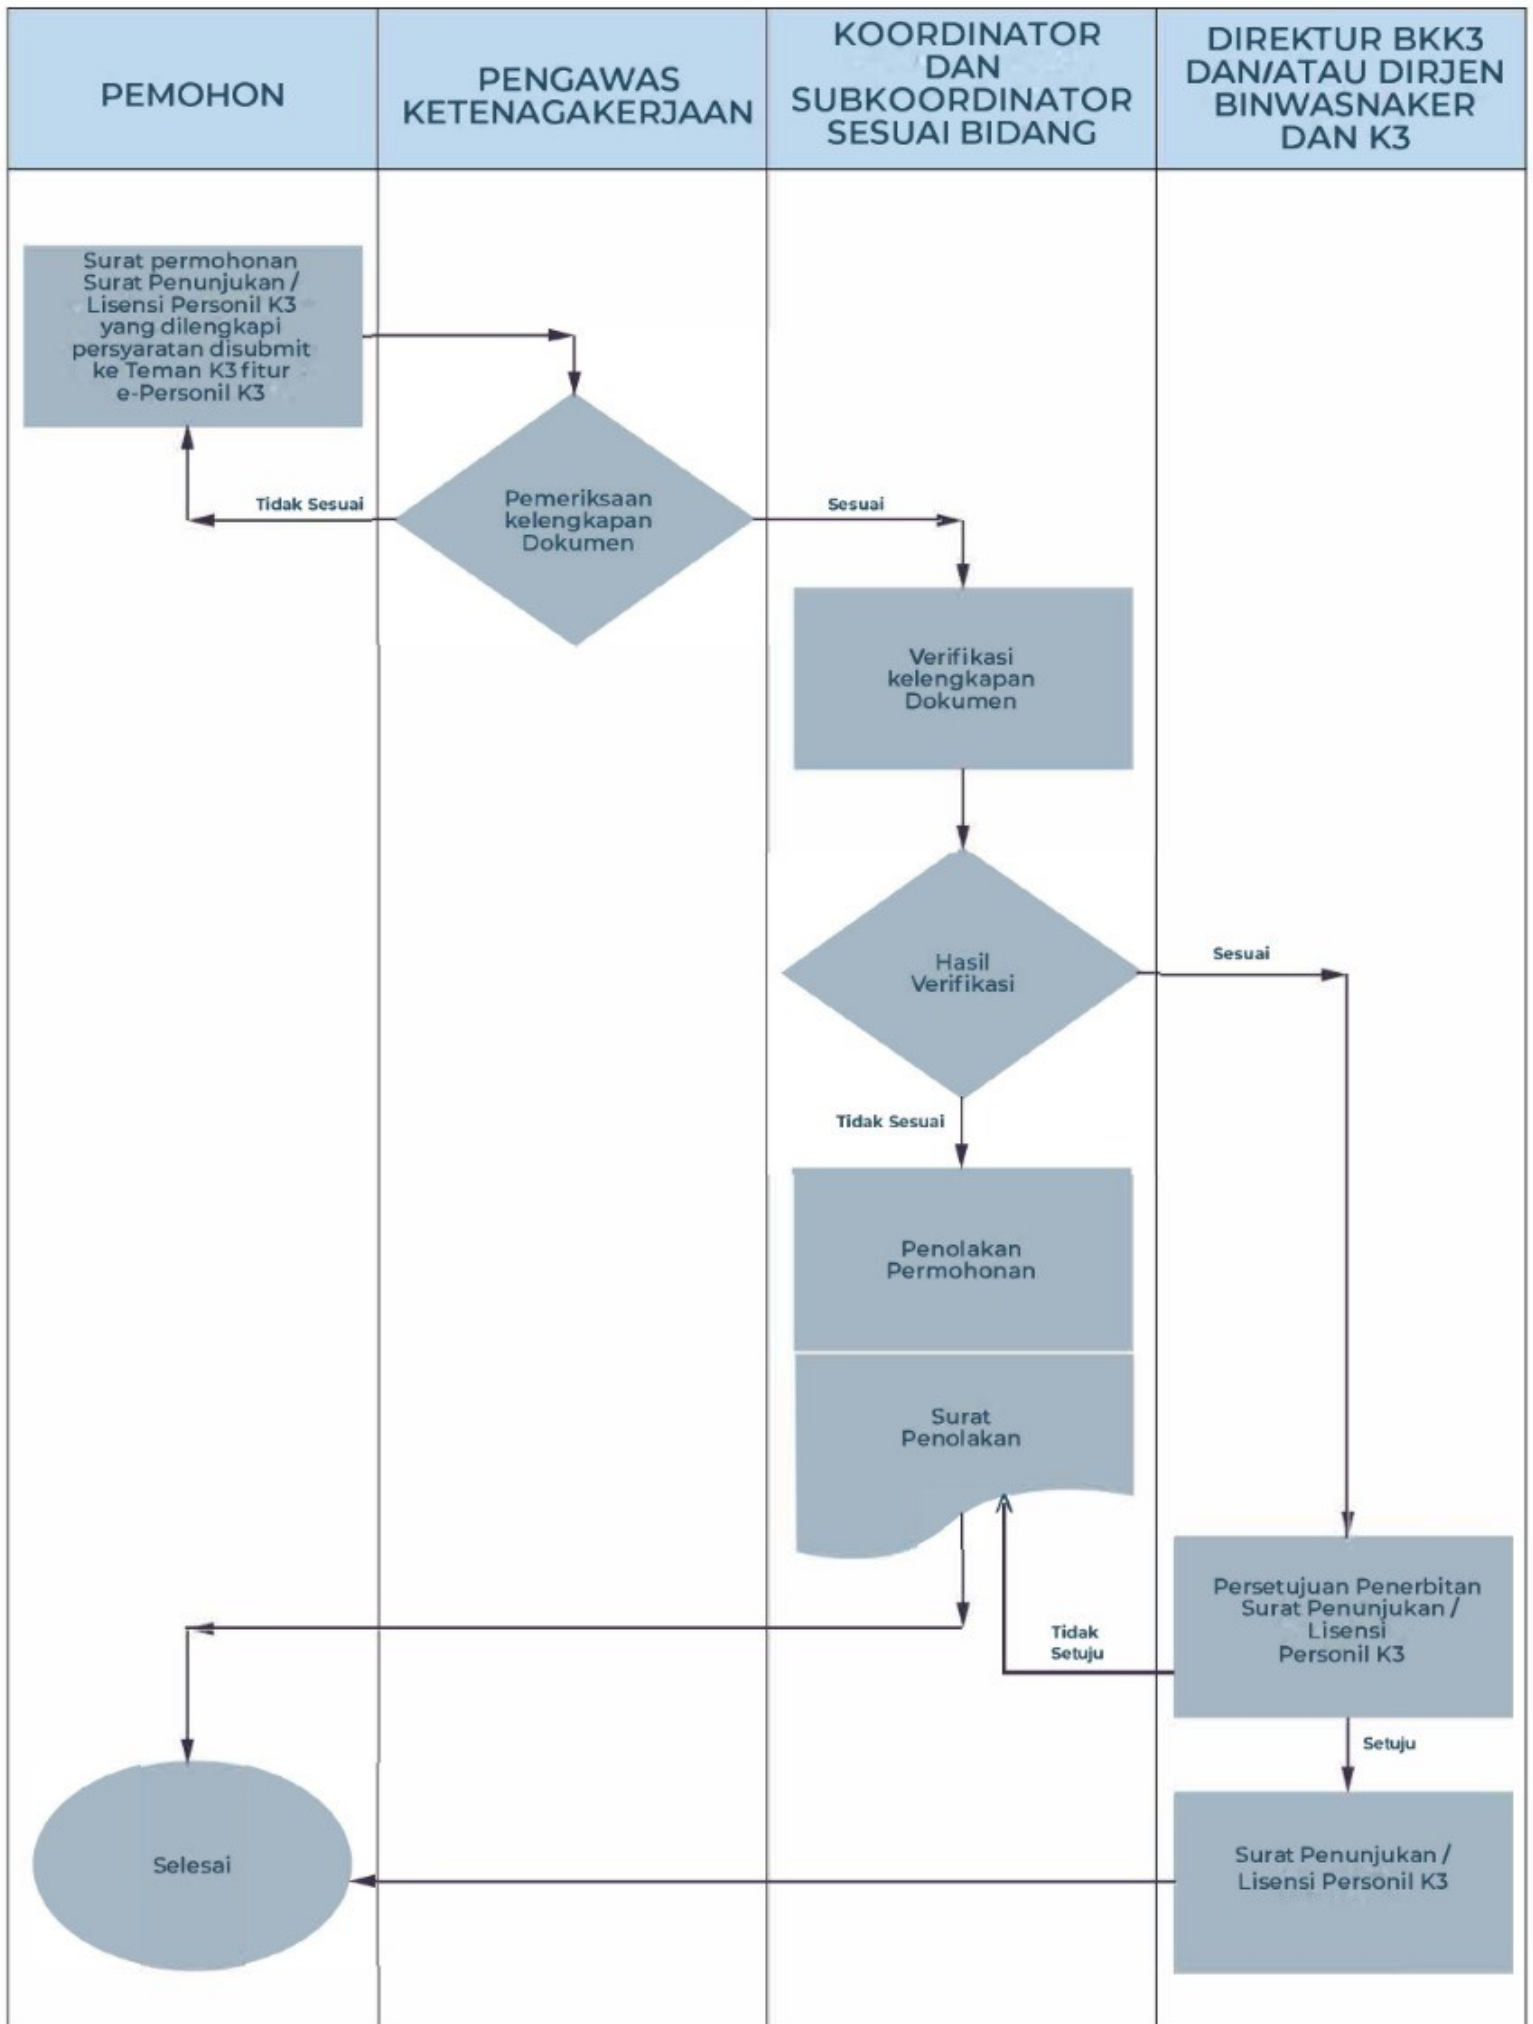 PEMOHON
PENGAWAS
KETENAGAKERJAAN
KOORDINATOR
DAN
SUBKOORDINATOR
SESUAI BIDANG
DIREKTUR BKK3
DAN/ATAU DIRJEN
BINWASNAKER
DAN K3
Surat permohonan
Surat Penunjukan /
Lisensi Personil K3
yang dilengkapi
persyaratan disubmit
ke Teman K3 fitur
e-Personil K3
Tidak Sesuai
Pemeriksaan
kelengkapan
Dokumen
Sesuai
Verifikasi
kelengkapan
Dokumen
Hasil
Verifikasi
Sesuai
Tidak Sesuai
Penolakan
Permohonan
Surat
Penolakan
Persetujuan Penerbitan
Surat Penunjukan /
Lisensi
Personil K3
Tidak
Setuju
Setuju
Selesai
Surat Penunjukan /
Lisensi Personil K3